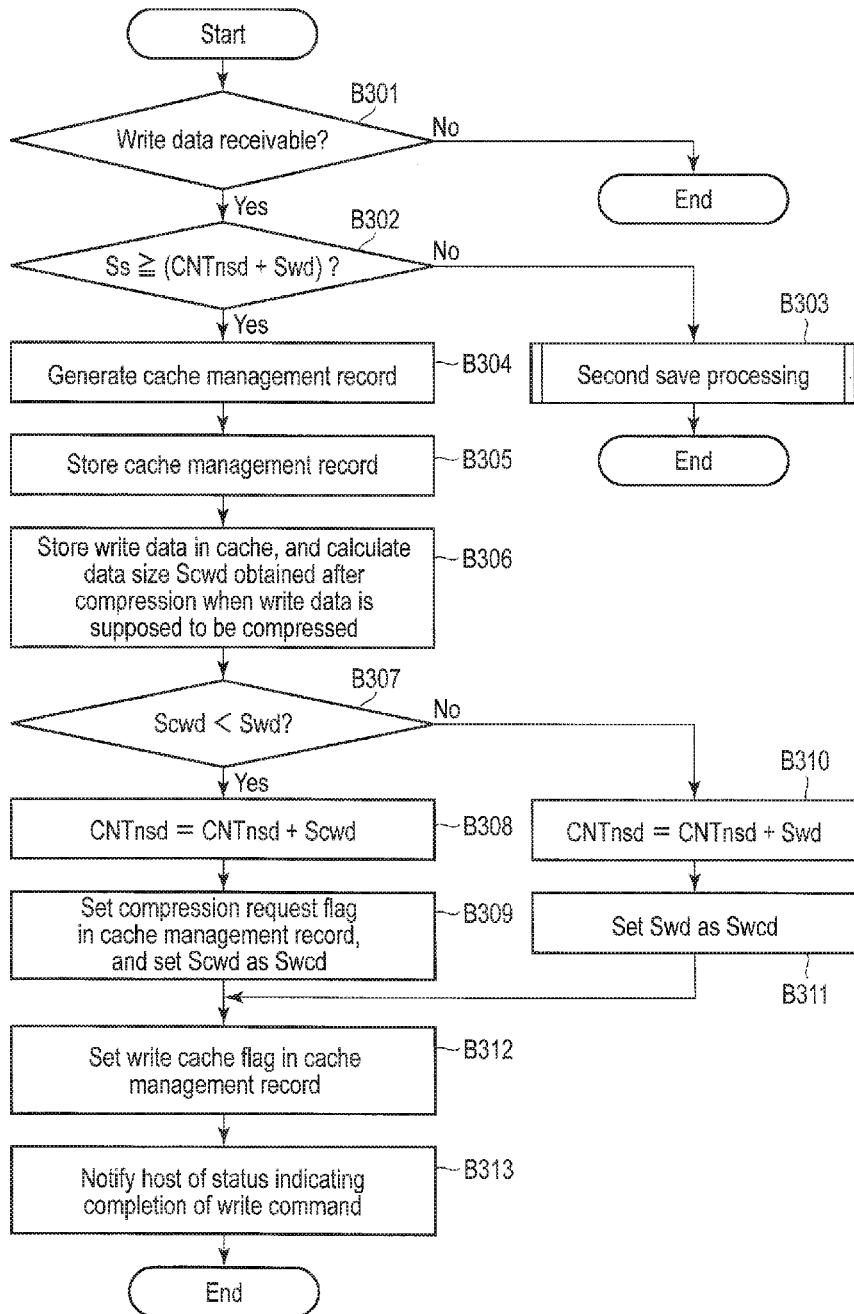 Start
B301
Write data receivable?
No
End
Yes
B302
Ss ≧ (CNTnsd + Swd) ?
No
B303
Second save processing
End
Yes
Generate cache management record
B304
Store cache management record
B305
Store write data in cache, and calculate
data size Scwd obtained after
compression when write data is
supposed to be compressed
B306
B307
Scwd < Swd?
No
Yes
CNTnsd = CNTnsd + Scwd
B308
B310
CNTnsd = CNTnsd + Swd
Set compression request flag
in cache management record,
and set Scwd as Swcd
B309
Set Swd as Swcd
B311
Set write cache flag in cache
management record
B312
Notify host of status indicating
completion of write command
B313
End